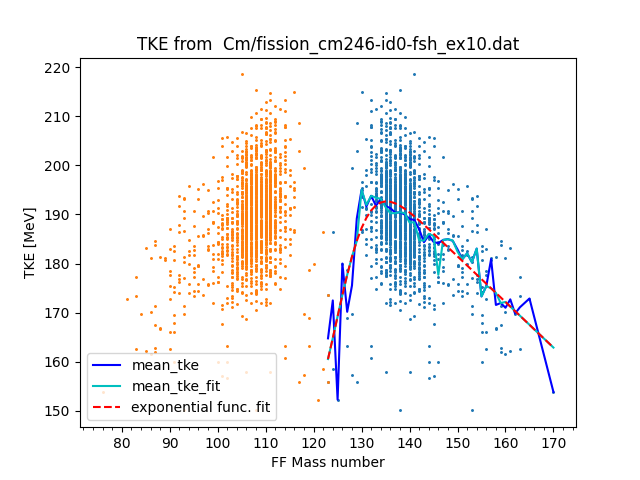 TKE from  Cm/fission_cm246-id0-fsh_ex10.dat
220
210
200
190
180
170
160
150
TKE [MeV]
mean_tke
mean_tke_fit
exponential func. fit
80 90 100 110 120 130 140 150 160 170
FF Mass number